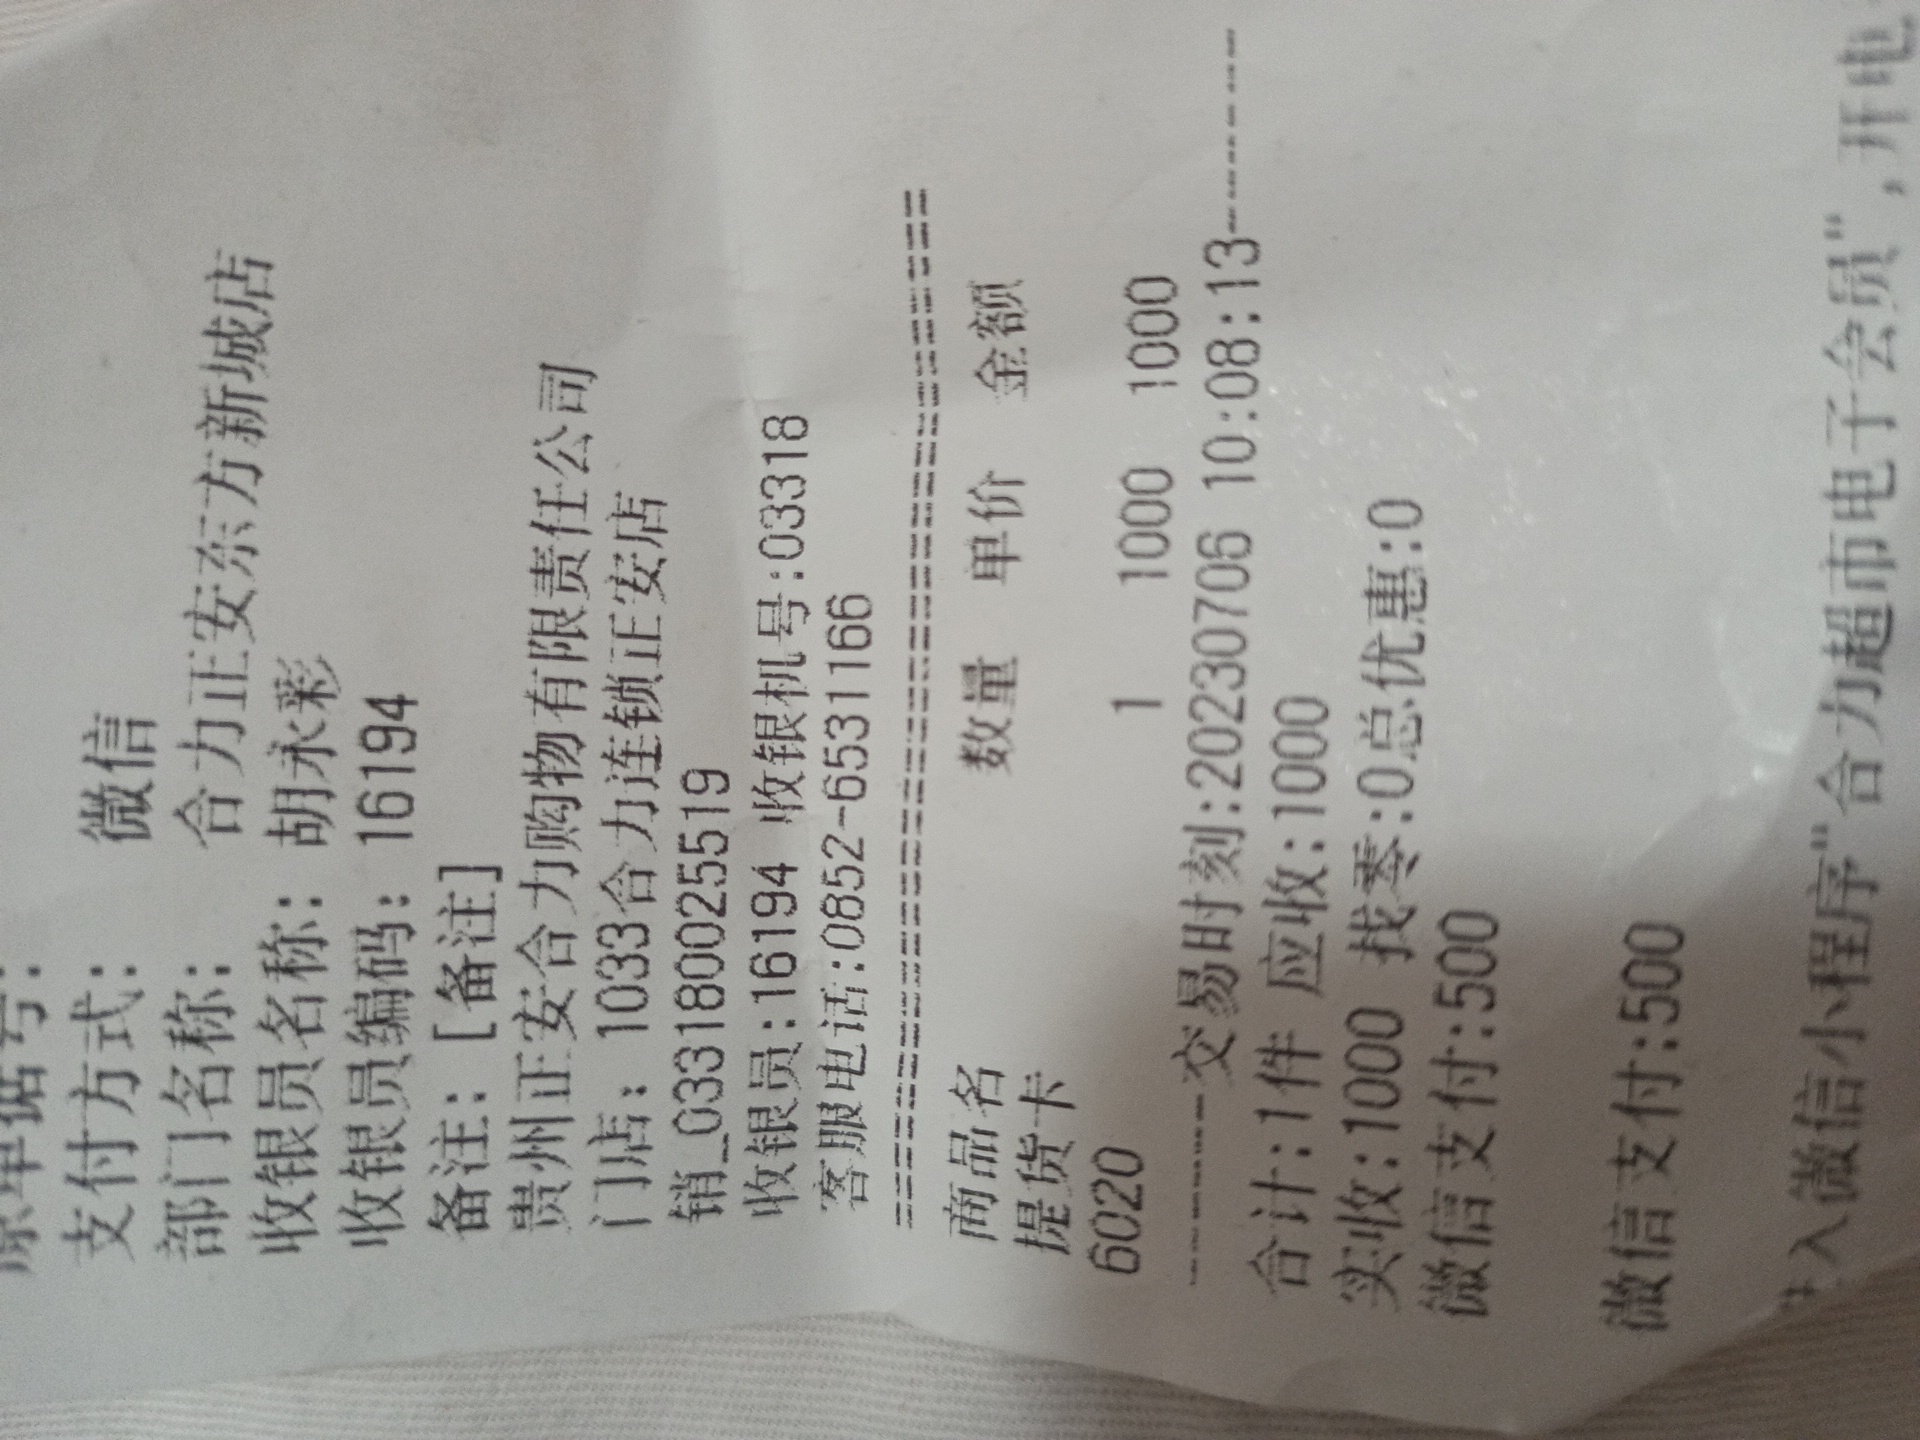 原单据号:
支付方式: 微信
部门名称: 合力正安东方新城店
收银员名称: 胡永彩
收银员编码: 16194
备注: [备注]
贵州正安合力购物有限责任公司
门店: 1033合力连锁正安店
销_033180025519
收银员:16194 收银机号:03318
客服电话:0852-6531166
================================
商品名 数量 单价 金额
提货卡
6020 1 1000 1000
--------交易时刻:20230706 10:08:13--------
合计:1件 应收:1000
实收:1000 找零:0总优惠:0
微信支付:500
微信支付:500
入微信小程序"合力超市电子会员",开电